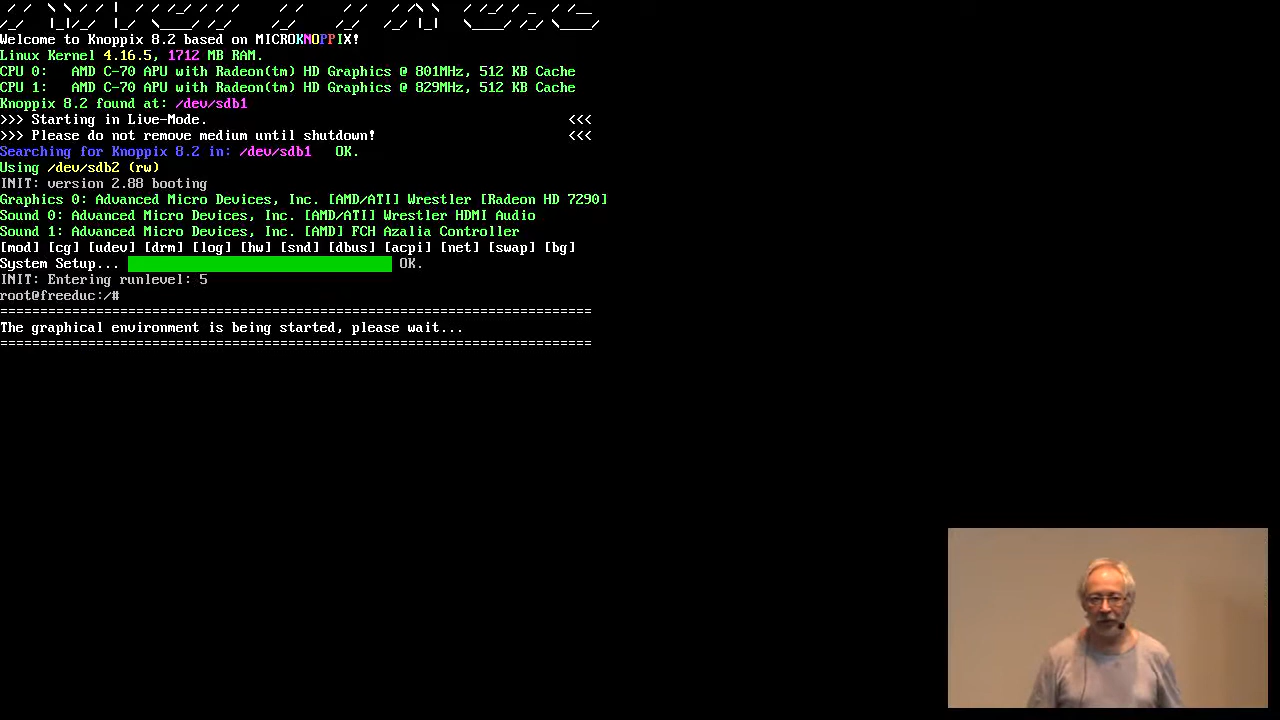 Welcome to Knoppix 8.2 based on MICROKNOPPIX!
Linux Kernel 4.16.5, 1712 MB RAM.
CPU 0:   AMD C-70 APU with Radeon(tm) HD Graphics @ 801MHz, 512 KB Cache
CPU 1:   AMD C-70 APU with Radeon(tm) HD Graphics @ 829MHz, 512 KB Cache
Knoppix 8.2 found at: /dev/sdb1
>>> Starting in Live-Mode. <<<
>>> Please do not remove medium until shutdown! <<<
Searching for Knoppix 8.2 in: /dev/sdb1   OK.
Using /dev/sdb2 (rw)
INIT: version 2.88 booting
Graphics 0: Advanced Micro Devices, Inc. [AMD/ATI] Wrestler [Radeon HD 7290]
Sound 0: Advanced Micro Devices, Inc. [AMD/ATI] Wrestler HDMI Audio
Sound 1: Advanced Micro Devices, Inc. [AMD] FCH Azalia Controller
[mod] [cg] [udev] [drm] [log] [hw] [snd] [dbus] [acpi] [net] [swap] [bg]
System Setup... OK.
INIT: Entering runlevel: 5
root@freeduc:/#
==========================================================================
The graphical environment is being started, please wait...
==========================================================================